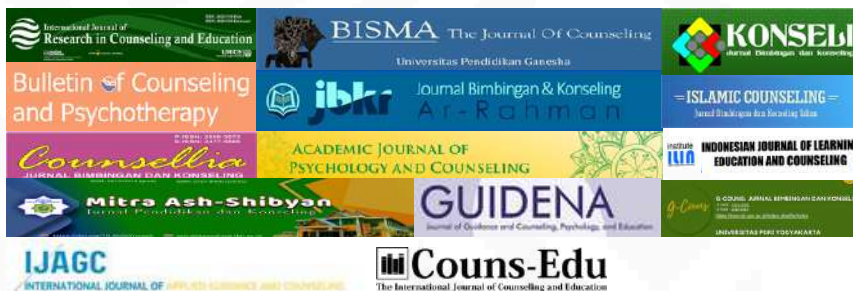 International Journal of
Research in Counseling and Education
BISMA The Journal Of Counseling
Universitas Pendidikan Ganesha
KONSELI
Jurnal Bimbingan dan Konseling
Bulletin of Counseling
and Psychotherapy
jbkr
Journal Bimbingan & Konseling
Ar-Rahman
=ISLAMIC COUNSELING=
Jurnal Bimbingan dan Konseling Islam
Counsellia
JURNAL BIMBINGAN DAN KONSELING
ACADEMIC JOURNAL OF
PSYCHOLOGY AND COUNSELING
institute
ILIN
INDONESIAN JOURNAL OF LEARNIN
EDUCATION AND COUNSELING
Mitra Ash-Shibyan
Jurnal Pendidikan dan Konseling
GUIDENA
Journal of Guidance and Counseling, Psychology, and Education
G-Couns
G-COUNS: JURNAL BIMBINGAN DAN KONSELI
UNIVERSITAS PGRI YOGYAKARTA
IJAGC
INTERNATIONAL JOURNAL OF APPLIED GUIDANCE AND COUNSELING
Couns-Edu
The International Journal of Counseling and Education